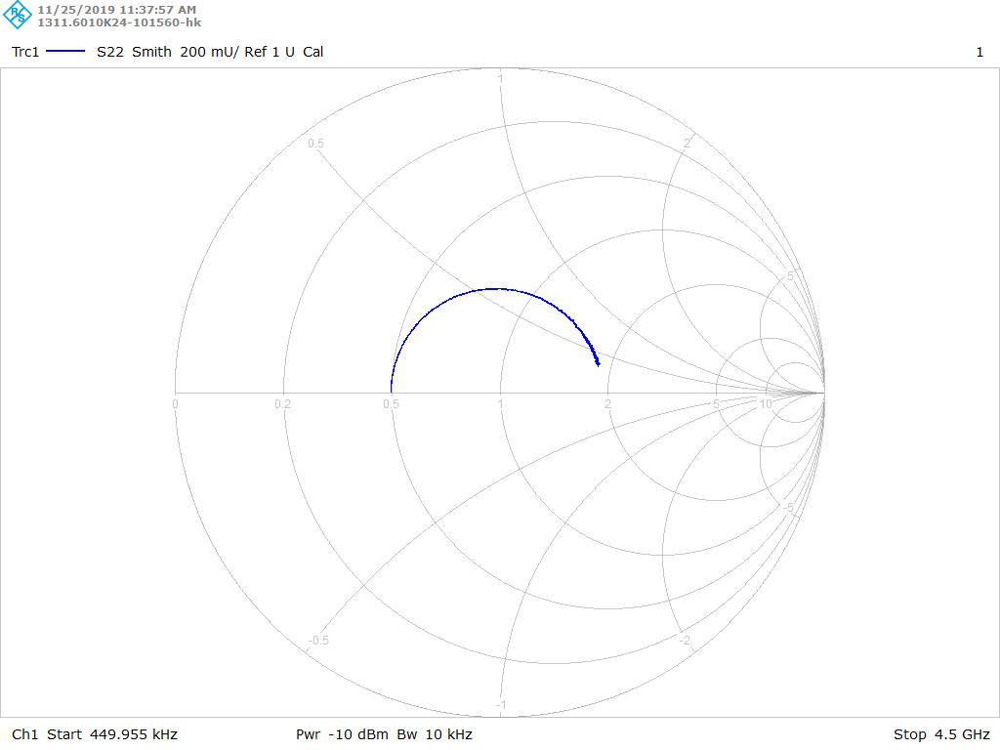 R&S
11/25/2019 11:37:57 AM
1311.6010K24-101560-hk
Trc1 S22 Smith 200 mU/ Ref 1 U Cal 1
1
0.5 2
5
0 0.2 0.5 1 2 5 10
-5
-0.5 -2
-1
Ch1 Start 449.955 kHz Pwr -10 dBm Bw 10 kHz Stop 4.5 GHz